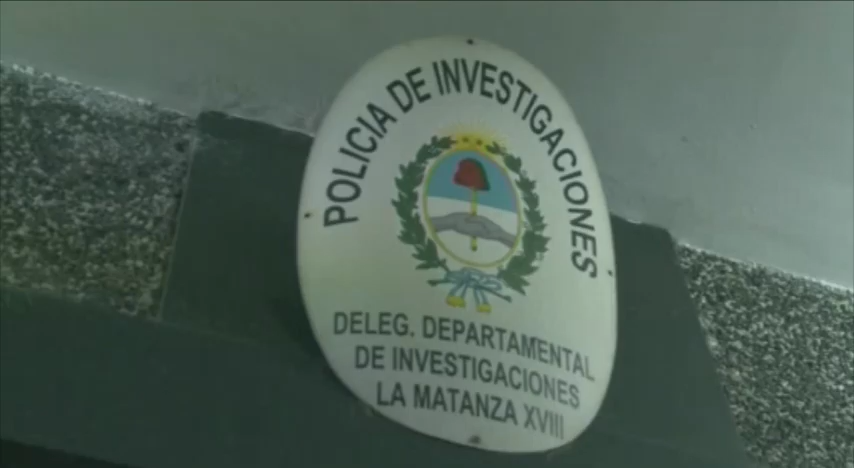 POLICIA DE INVESTIGACIONES
DELEG. DEPARTAMENTAL
DE INVESTIGACIONES
LA MATANZA XVIII